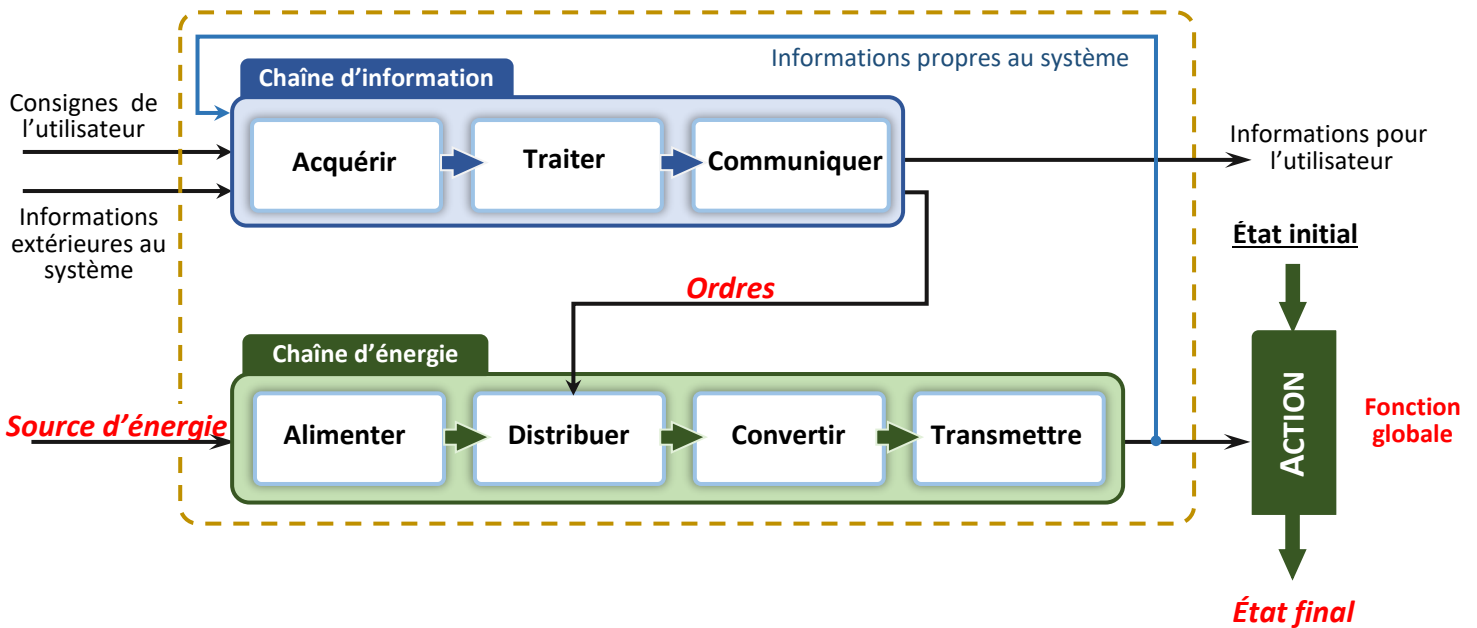 Informations propres au système
Chaîne d’information
Consignes de
l’utilisateur
Acquérir
Traiter
Communiquer
Informations pour
l’utilisateur
Informations
extérieures au
système
État initial
Ordres
Chaîne d’énergie
Source d’énergie
Alimenter
Distribuer
Convertir
Transmettre
ACTION
Fonction
globale
État final